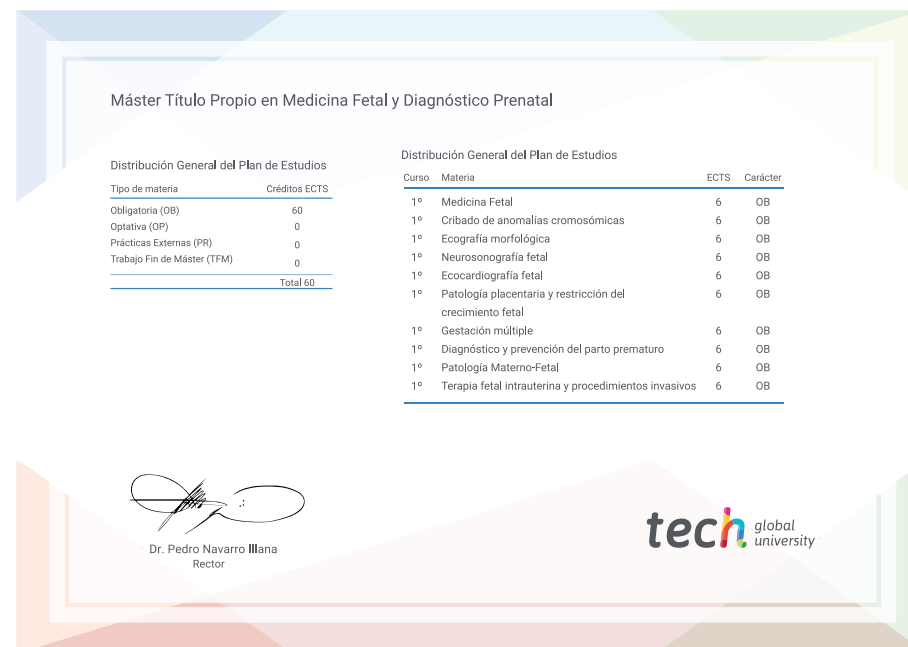 Máster Título Propio en Medicina Fetal y Diagnóstico Prenatal
Distribución General del Plan de Estudios
Tipo de materia Créditos ECTS
Obligatoria (OB) 60
Optativa (OP) 0
Prácticas Externas (PR) 0
Trabajo Fin de Máster (TFM) 0
Total 60
Distribución General del Plan de Estudios
Curso Materia ECTS Carácter
1º Medicina Fetal 6 OB
1º Cribado de anomalías cromosómicas 6 OB
1º Ecografía morfológica 6 OB
1º Neurosonografía fetal 6 OB
1º Ecocardiografía fetal 6 OB
1º Patología placentaria y restricción del 6 OB
crecimiento fetal
1º Gestación múltiple 6 OB
1º Diagnóstico y prevención del parto prematuro 6 OB
1º Patología Materno-Fetal 6 OB
1º Terapia fetal intrauterina y procedimientos invasivos 6 OB
Dr. Pedro Navarro Illana
Rector
tech global
university